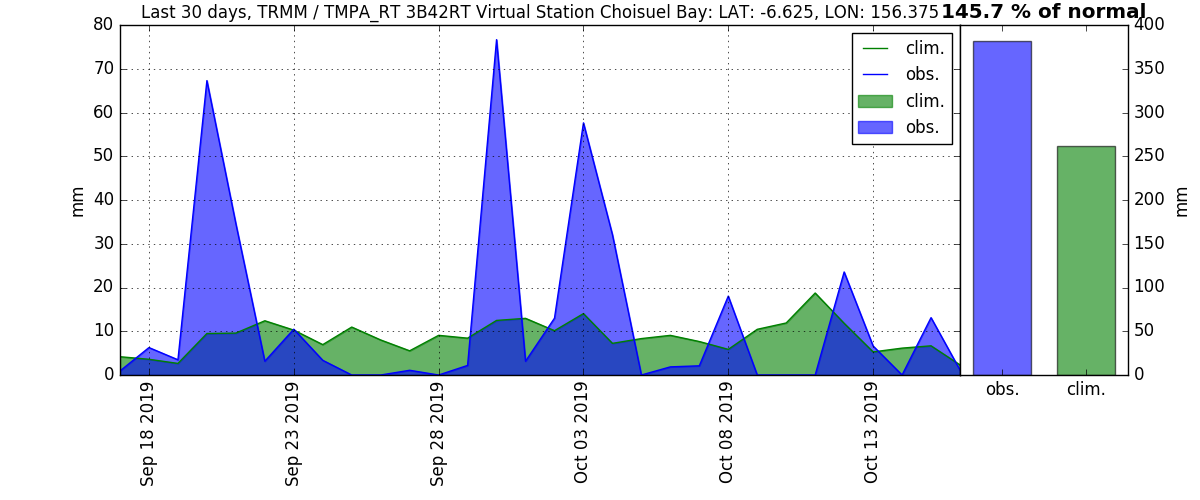 Last 30 days, TRMM / TMPA_RT 3B42RT Virtual Station Choisuel Bay: LAT: -6.625, LON: 156.375
145.7 % of normal
80
70
60
50
40
30
20
10
0
mm
clim.
obs.
clim.
obs.
Sep 18 2019
Sep 23 2019
Sep 28 2019
Oct 03 2019
Oct 08 2019
Oct 13 2019
400
350
300
250
200
150
100
50
0
mm
obs.
clim.